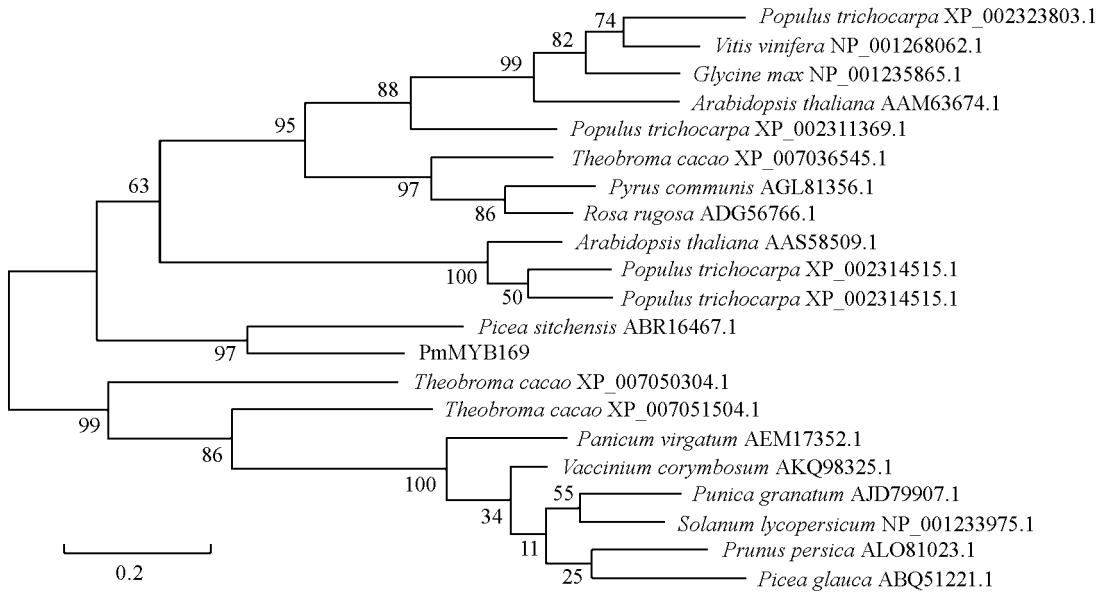 74 Populus trichocarpa XP_002323803.1
82 Vitis vinifera NP_001268062.1
99 Glycine max NP_001235865.1
88 Arabidopsis thaliana AAM63674.1
95 Populus trichocarpa XP_002311369.1
Theobroma cacao XP_007036545.1
63 97 Pyrus communis AGL81356.1
86 Rosa rugosa ADG56766.1
Arabidopsis thaliana AAS58509.1
100 Populus trichocarpa XP_002314515.1
50 Populus trichocarpa XP_002314515.1
Picea sitchensis ABR16467.1
97 PmMYB169
Theobroma cacao XP_007050304.1
99 Theobroma cacao XP_007051504.1
86 Panicum virgatum AEM17352.1
Vaccinium corymbosum AKQ98325.1
100 55 Punica granatum AJD79907.1
34 Solanum lycopersicum NP_001233975.1
11 Prunus persica ALO81023.1
0.2 25 Picea glauca ABQ51221.1